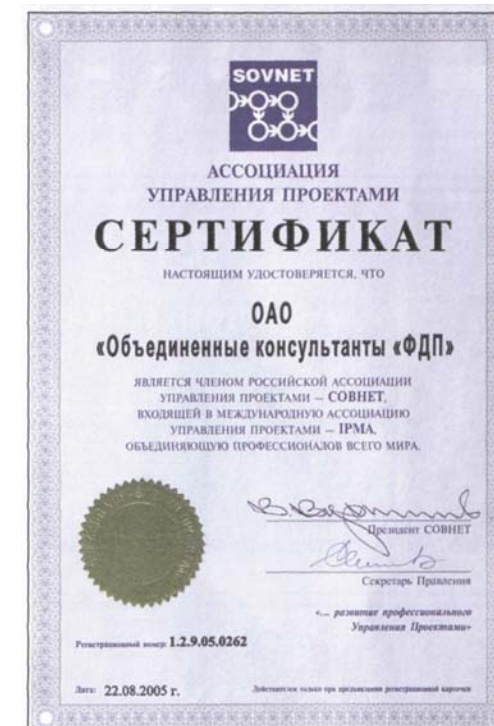 SOVNET
АССОЦИАЦИЯ
УПРАВЛЕНИЯ ПРОЕКТАМИ
СЕРТИФИКАТ
НАСТОЯЩИМ УДОСТОВЕРЯЕТСЯ, ЧТО
ОАО
«Объединенные консультанты «ФДП»
ЯВЛЯЕТСЯ ЧЛЕНОМ РОССИЙСКОЙ АССОЦИАЦИИ
УПРАВЛЕНИЯ ПРОЕКТАМИ — СОВНЕТ,
ВХОДЯЩЕЙ В МЕЖДУНАРОДНУЮ АССОЦИАЦИЮ
УПРАВЛЕНИЯ ПРОЕКТАМИ — IPMA,
ОБЪЕДИНЯЮЩУЮ ПРОФЕССИОНАЛОВ ВСЕГО МИРА.
Президент СОВНЕТ
Секретарь Правления
«... развитие профессионального
Управления Проектами»
Регистрационный номер: 1.2.9.05.0262
Дата: 22.08.2005 г.
Действителен только при предъявлении регистрационной карточки